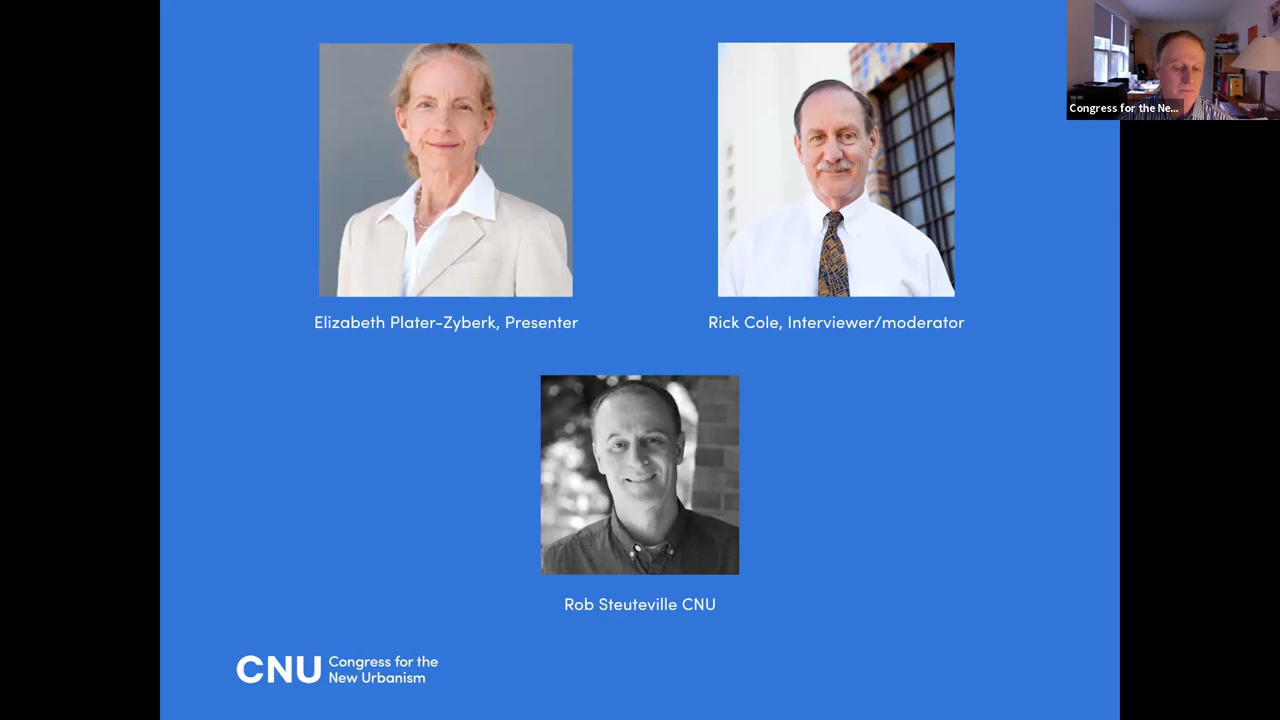 Congress for the Ne...
Elizabeth Plater-Zyberk, Presenter
Rick Cole, Interviewer/moderator
Rob Steuteville CNU
CNU
Congress for the
New Urbanism